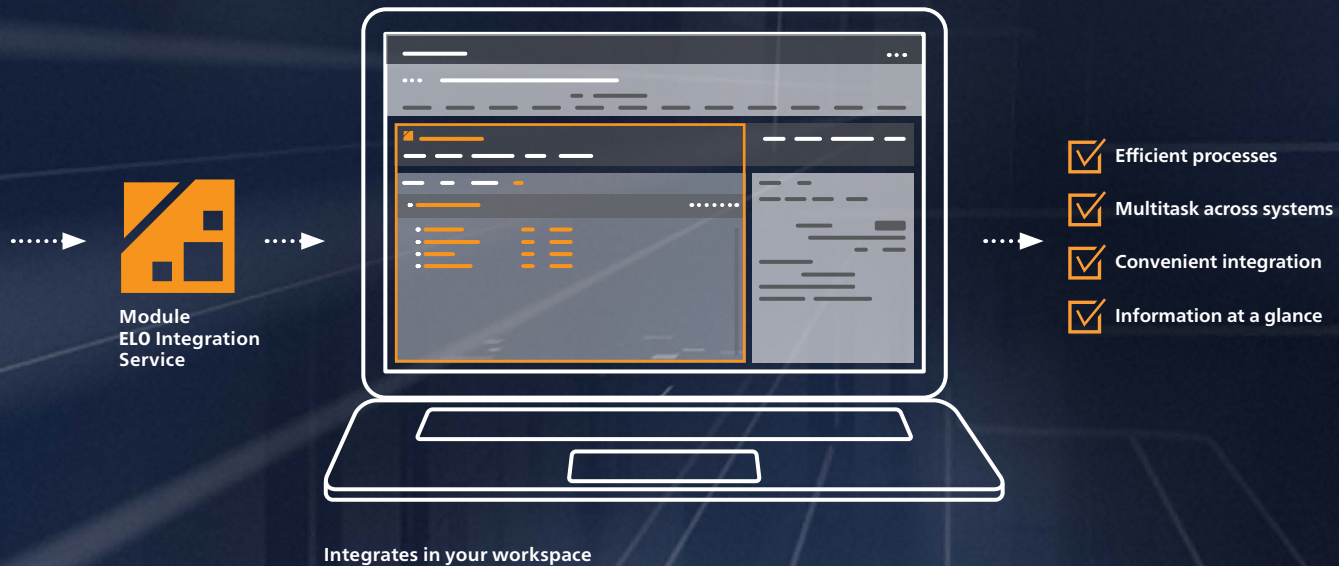 Module
ELO Integration
Service
Integrates in your workspace
Efficient processes
Multitask across systems
Convenient integration
Information at a glance